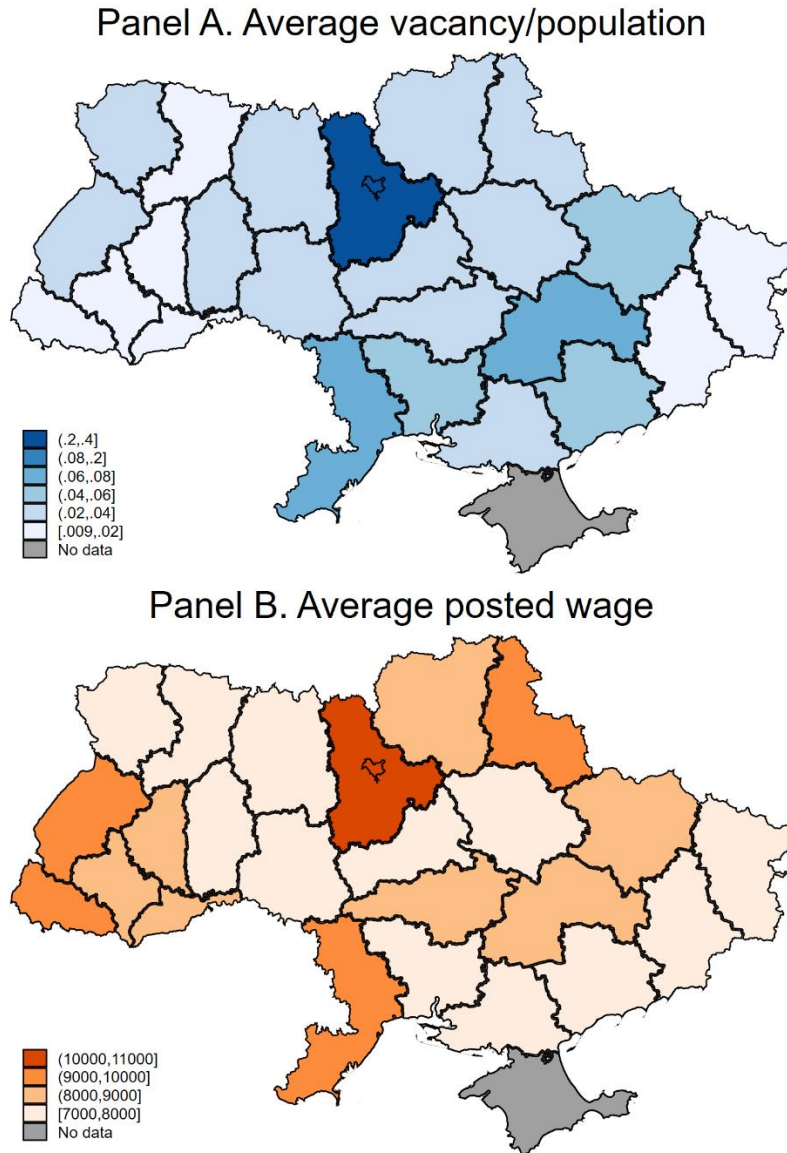 Panel A. Average vacancy/population
(.2,.4]
(.08,.2]
(.06,.08]
(.04,.06]
(.02,.04]
[.009,.02]
No data
Panel B. Average posted wage
(10000,11000]
(9000,10000]
(8000,9000]
[7000,8000]
No data